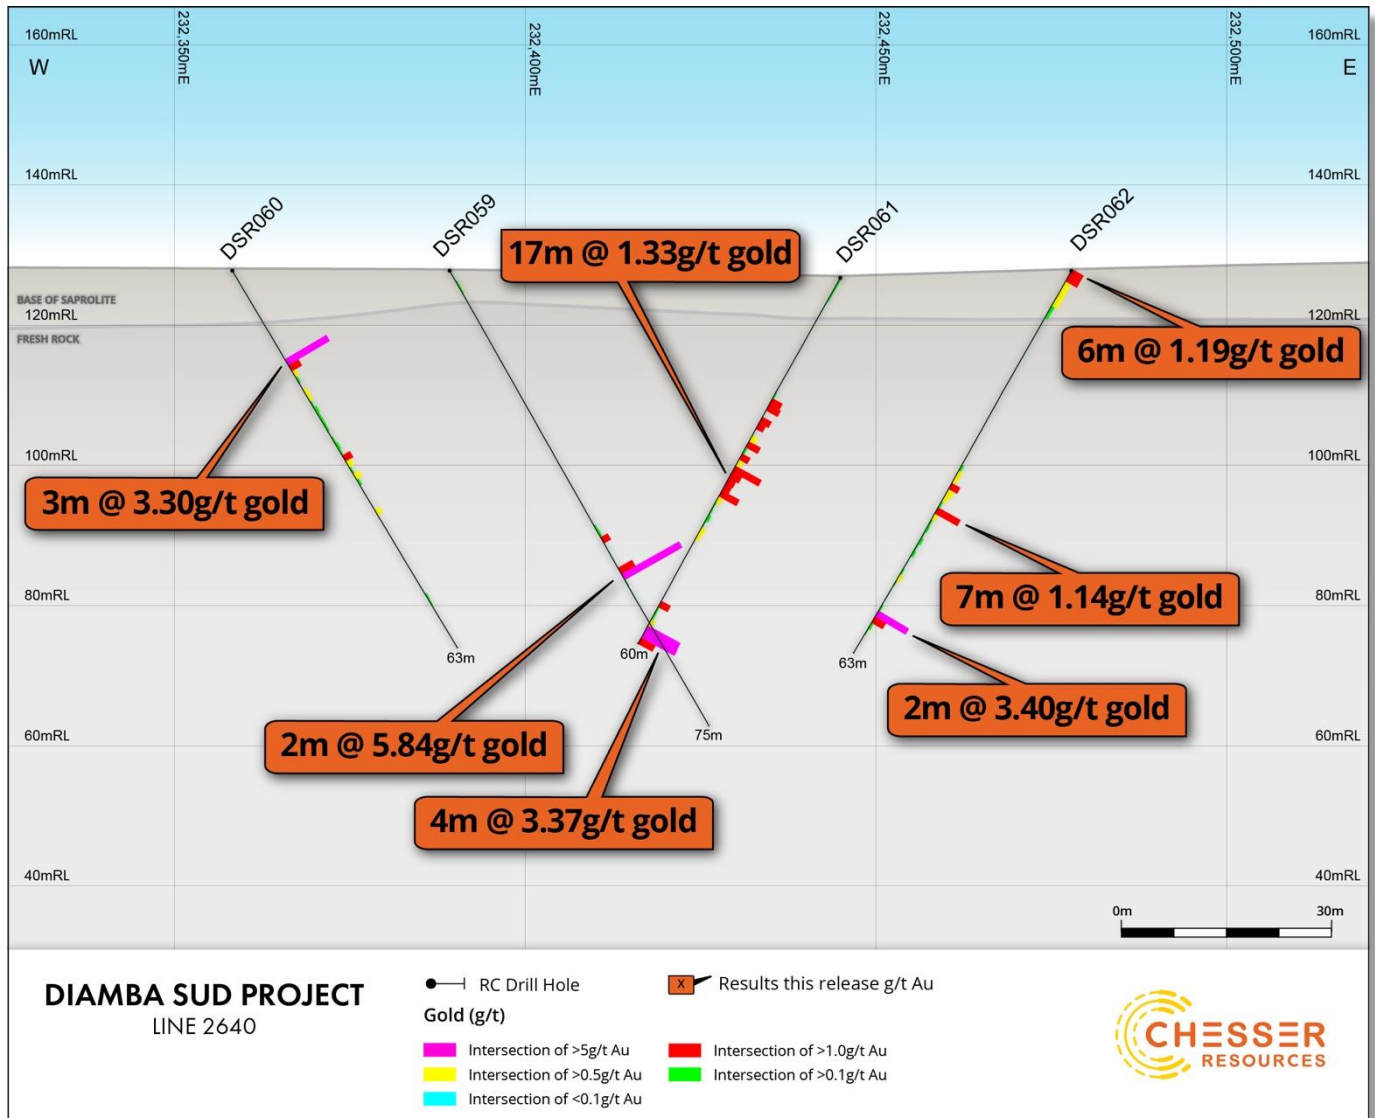 232,350mE
232,400mE
232,450mE
232,500mE
160mRL
160mRL
W
E
140mRL
140mRL
DSR060
DSR059
DSR061
DSR062
17m @ 1.33g/t gold
BASE OF SAPROLITE
120mRL
120mRL
FRESH ROCK
6m @ 1.19g/t gold
100mRL
100mRL
3m @ 3.30g/t gold
7m @ 1.14g/t gold
80mRL
80mRL
63m
60m
63m
2m @ 3.40g/t gold
75m
2m @ 5.84g/t gold
60mRL
60mRL
4m @ 3.37g/t gold
40mRL
40mRL
0m
30m
DIAMBA SUD PROJECT
LINE 2640
RC Drill Hole
X
Results this release g/t Au
Gold (g/t)
Intersection of >5g/t Au
Intersection of >1.0g/t Au
Intersection of >0.5g/t Au
Intersection of >0.1g/t Au
Intersection of <0.1g/t Au
CHESSER
RESOURCES